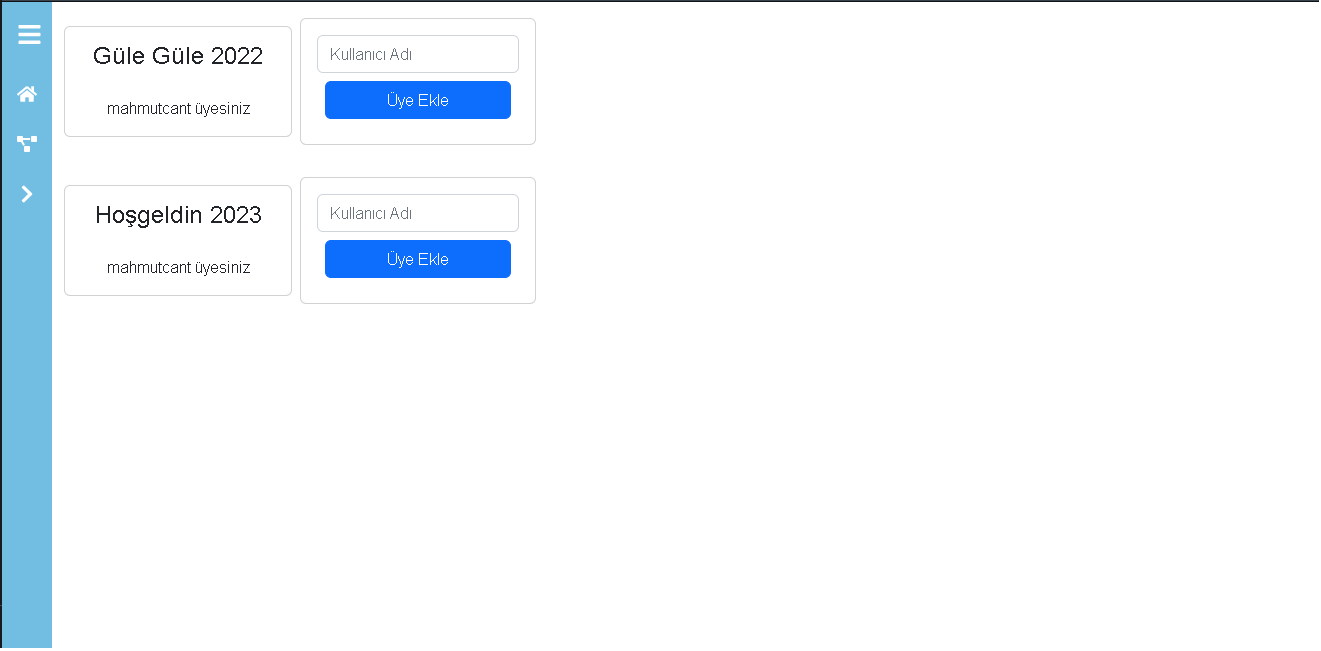 Güle Güle 2022
mahmutcant üyesiniz
Kullanıcı Adı
Üye Ekle
Hoşgeldin 2023
mahmutcant üyesiniz
Kullanıcı Adı
Üye Ekle